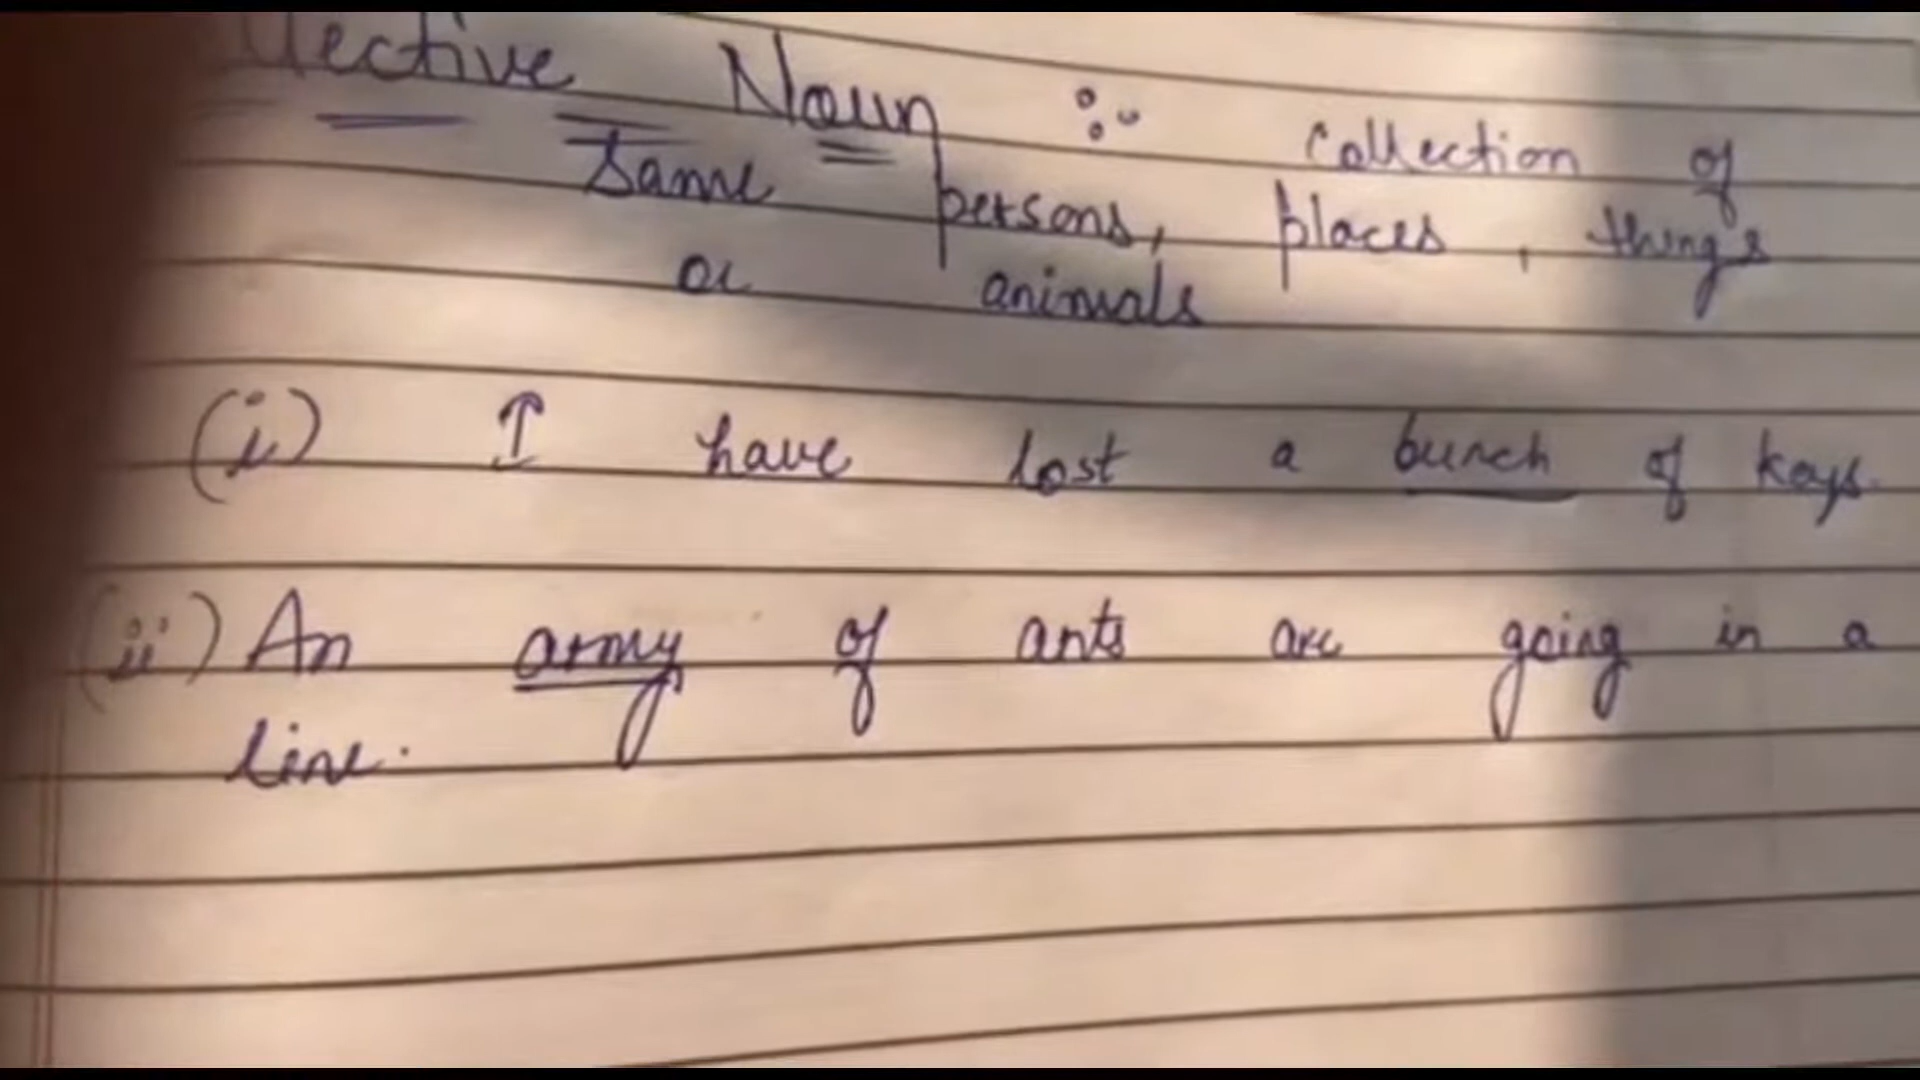 llective Noun :- Collection of
same persons, places, things
or animals
(i) I have lost a bunch of keys.
(ii) An army of ants are going in a
line.